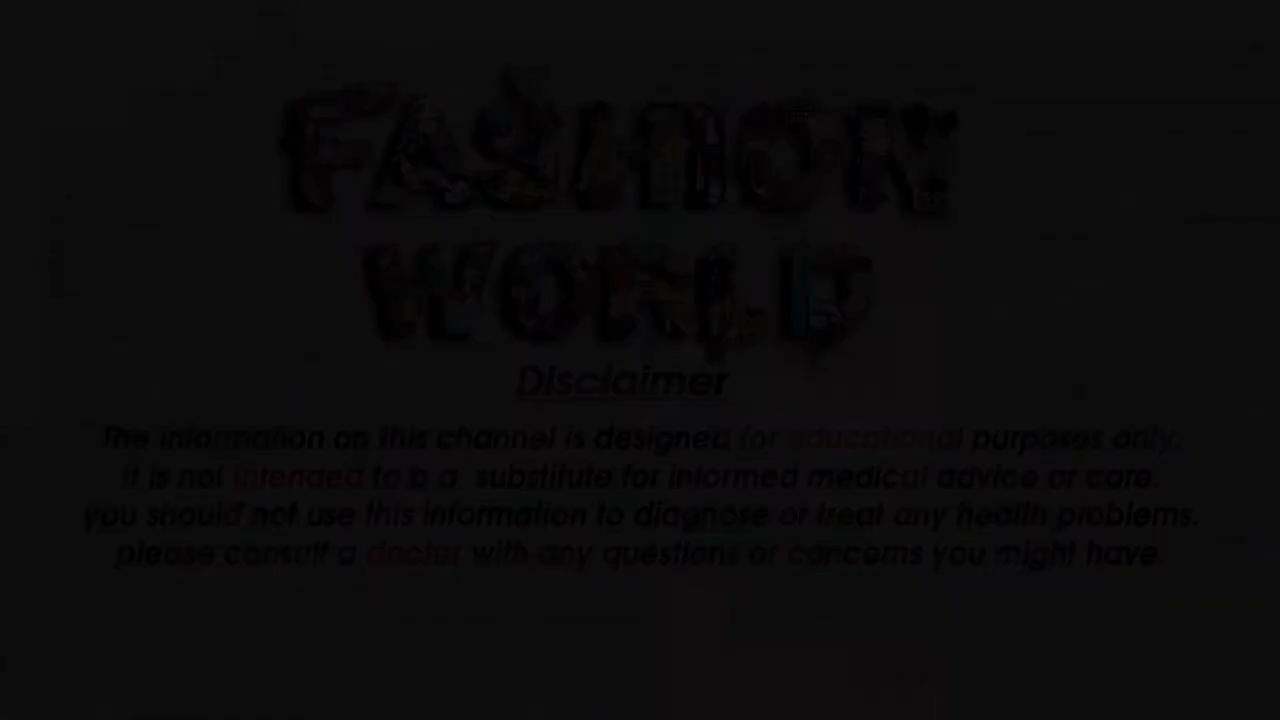 FASHION
WORLD
Disclaimer
The information on this channel is designed for educational purposes only.
it is not intended to b a substitute for informed medical advice or care.
you should not use this information to diagnose or treat any health problems.
please consult a doctor with any questions or concerns you might have.